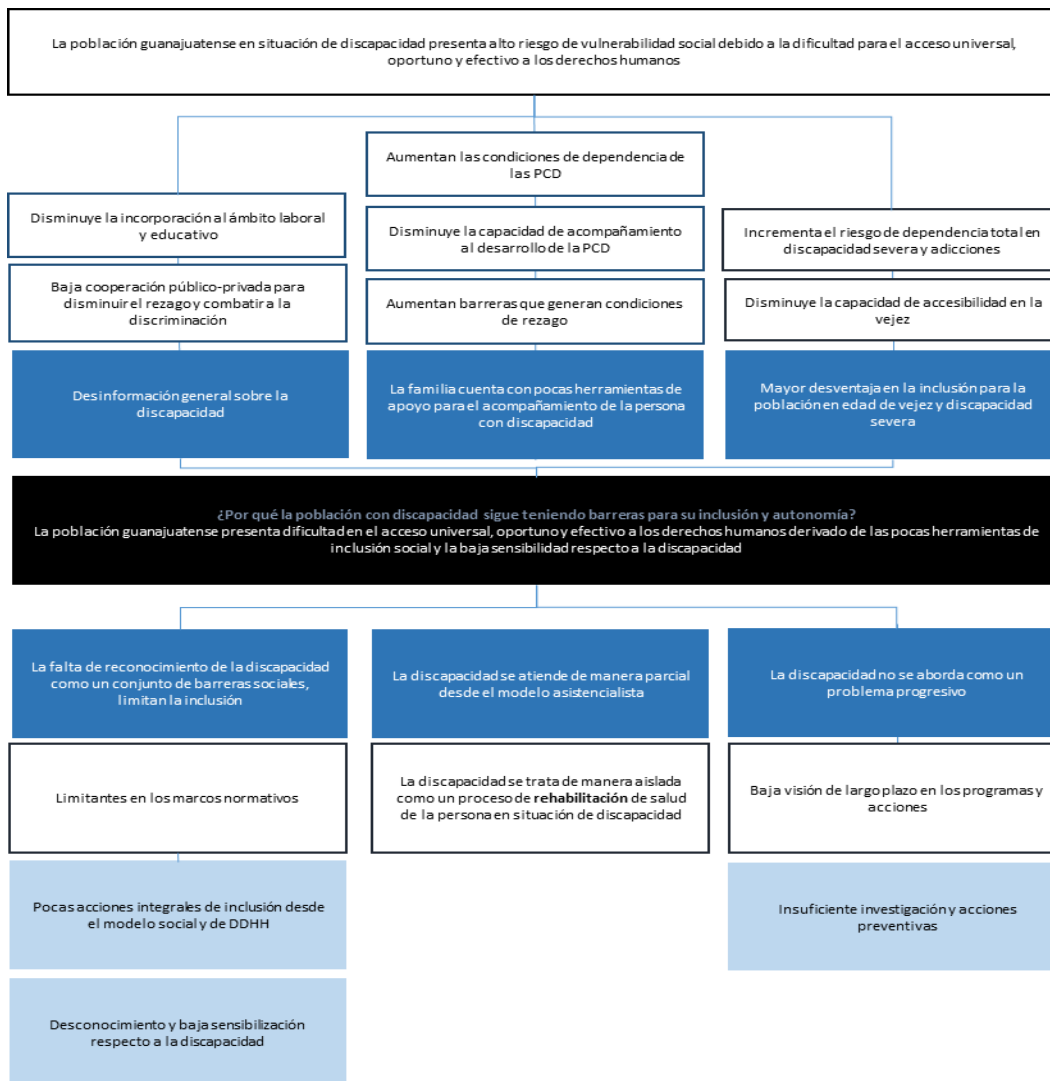 La población guanajuatense en situación de discapacidad presenta alto riesgo de vulnerabilidad social debido a la dificultad para el acceso universal,
oportuno y efectivo a los derechos humanos
Aumentan las condiciones de dependencia de
las PCD
Disminuye la incorporación al ámbito laboral
y educativo
Disminuye la capacidad de acompañamiento
al desarrollo de la PCD
Incrementa el riesgo de dependencia total en
discapacidad severa y adicciones
Baja cooperación público-privada para
disminuir el rezago y combatir a la
discriminación
Aumentan barreras que generan condiciones
de rezago
Disminuye la capacidad de accesibilidad en la
vejez
Desinformación general sobre la
discapacidad
La familia cuenta con pocas herramientas de
apoyo para el acompañamiento de la persona
con discapacidad
Mayor desventaja en la inclusión para la
población en edad de vejez y discapacidad
severa
¿Por qué la población con discapacidad sigue teniendo barreras para su inclusión y autonomía?
La población guanajuatense presenta dificultad en el acceso universal, oportuno y efectivo a los derechos humanos derivado de las pocas herramientas de
inclusión social y la baja sensibilidad respecto a la discapacidad
La falta de reconocimiento de la discapacidad
como un conjunto de barreras sociales,
limitan la inclusión
La discapacidad se atiende de manera parcial
desde el modelo asistencialista
La discapacidad no se aborda como un
problema progresivo
Limitantes en los marcos normativos
La discapacidad se trata de manera aislada
como un proceso de rehabilitación de salud
de la persona en situación de discapacidad
Baja visión de largo plazo en los programas y
acciones
Pocas acciones integrales de inclusión desde
el modelo social y de DDHH
Insuficiente investigación y acciones
preventivas
Desconocimiento y baja sensibilización
respecto a la discapacidad